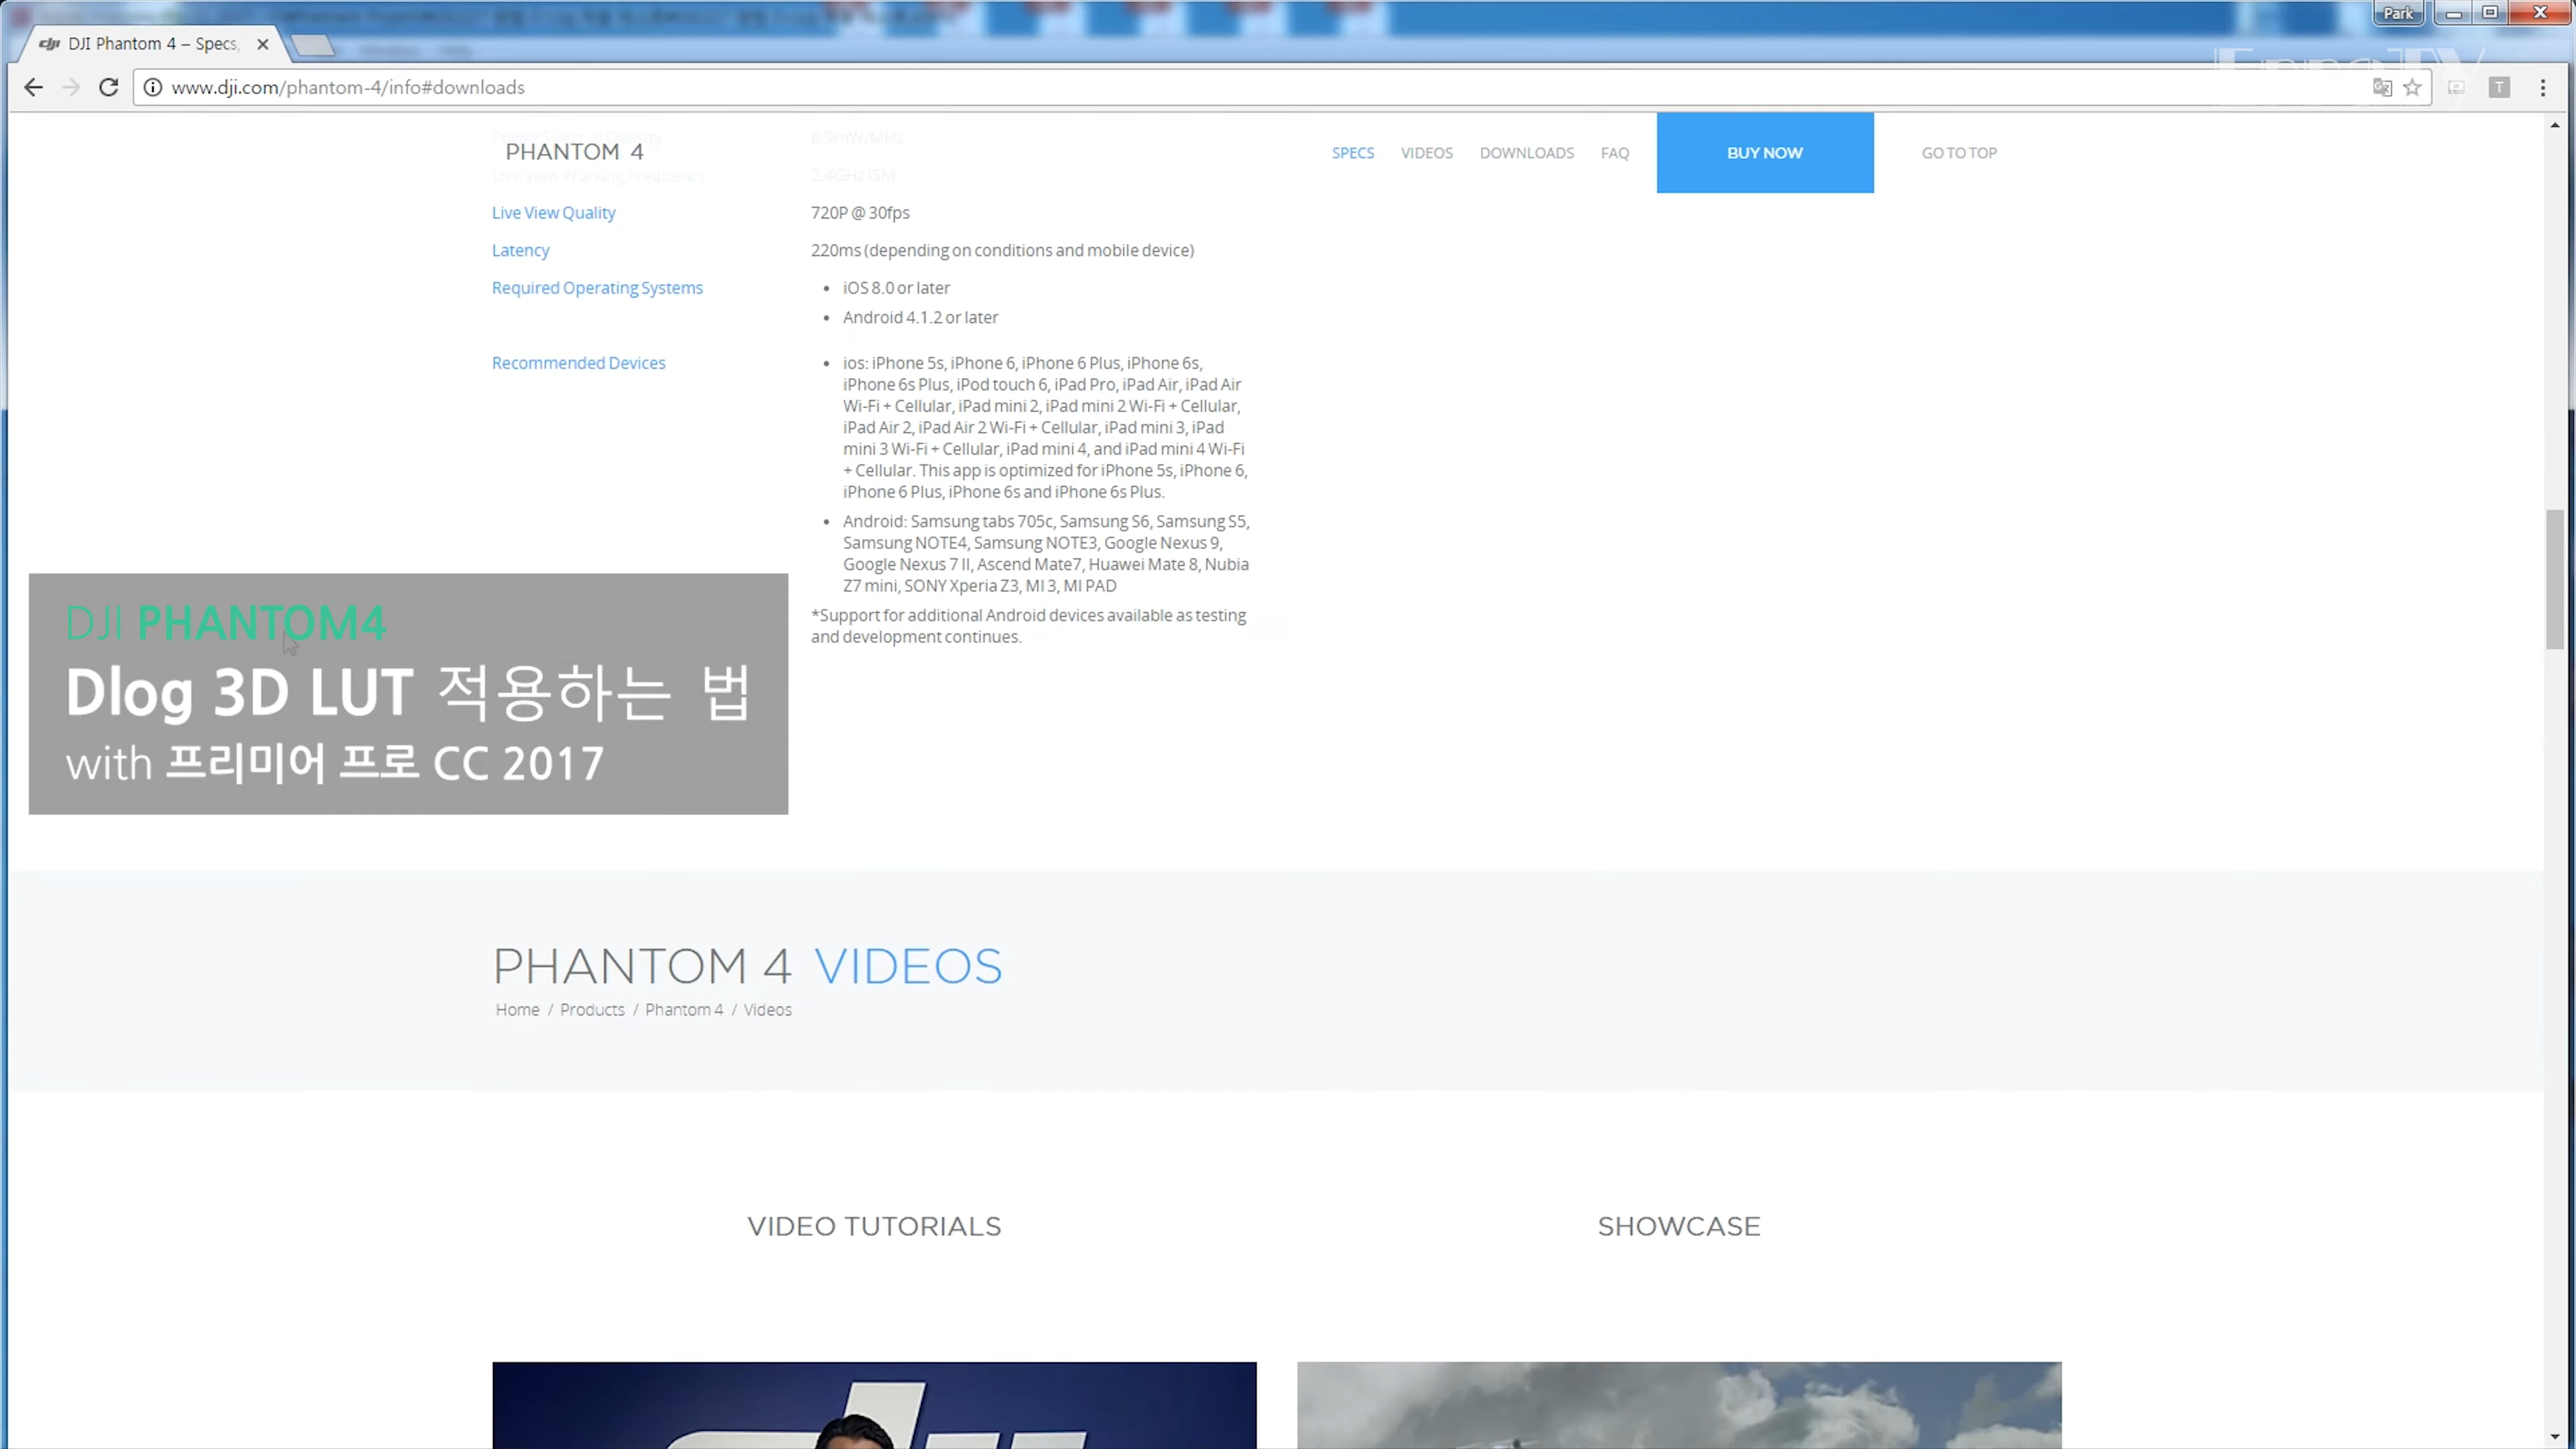 Park
DJI Phantom 4 – Specs,
www.dji.com/phantom-4/info#downloads
T
6.9mW/MHz
PHANTOM 4
SPECS
VIDEOS
DOWNLOADS
FAQ
BUY NOW
GO TO TOP
Live View Working Frequency
2.4GHz ISM
Live View Quality
720P @ 30fps
Latency
220ms (depending on conditions and mobile device)
Required Operating Systems
• iOS 8.0 or later
• Android 4.1.2 or later
Recommended Devices
• ios: iPhone 5s, iPhone 6, iPhone 6 Plus, iPhone 6s,
iPhone 6s Plus, iPod touch 6, iPad Pro, iPad Air, iPad Air
Wi-Fi + Cellular, iPad mini 2, iPad mini 2 Wi-Fi + Cellular,
iPad Air 2, iPad Air 2 Wi-Fi + Cellular, iPad mini 3, iPad
mini 3 Wi-Fi + Cellular, iPad mini 4, and iPad mini 4 Wi-Fi
+ Cellular. This app is optimized for iPhone 5s, iPhone 6,
iPhone 6 Plus, iPhone 6s and iPhone 6s Plus.
• Android: Samsung tabs 705c, Samsung S6, Samsung S5,
Samsung NOTE4, Samsung NOTE3, Google Nexus 9,
Google Nexus 7 II, Ascend Mate7, Huawei Mate 8, Nubia
Z7 mini, SONY Xperia Z3, MI 3, MI PAD
*Support for additional Android devices available as testing
and development continues.
DJI PHANTOM4
Dlog 3D LUT 적용하는 법
with 프리미어 프로 CC 2017
PHANTOM 4 VIDEOS
Home / Products / Phantom 4 / Videos
VIDEO TUTORIALS
SHOWCASE